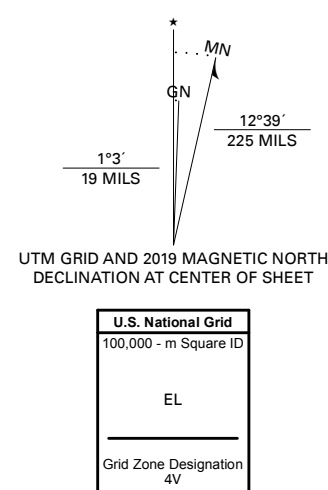 ★
MN
GN
12°39´
225 MILS
1°3´
19 MILS
UTM GRID AND 2019 MAGNETIC NORTH
DECLINATION AT CENTER OF SHEET
U.S. National Grid
100,000 - m Square ID
EL
Grid Zone Designation
4V